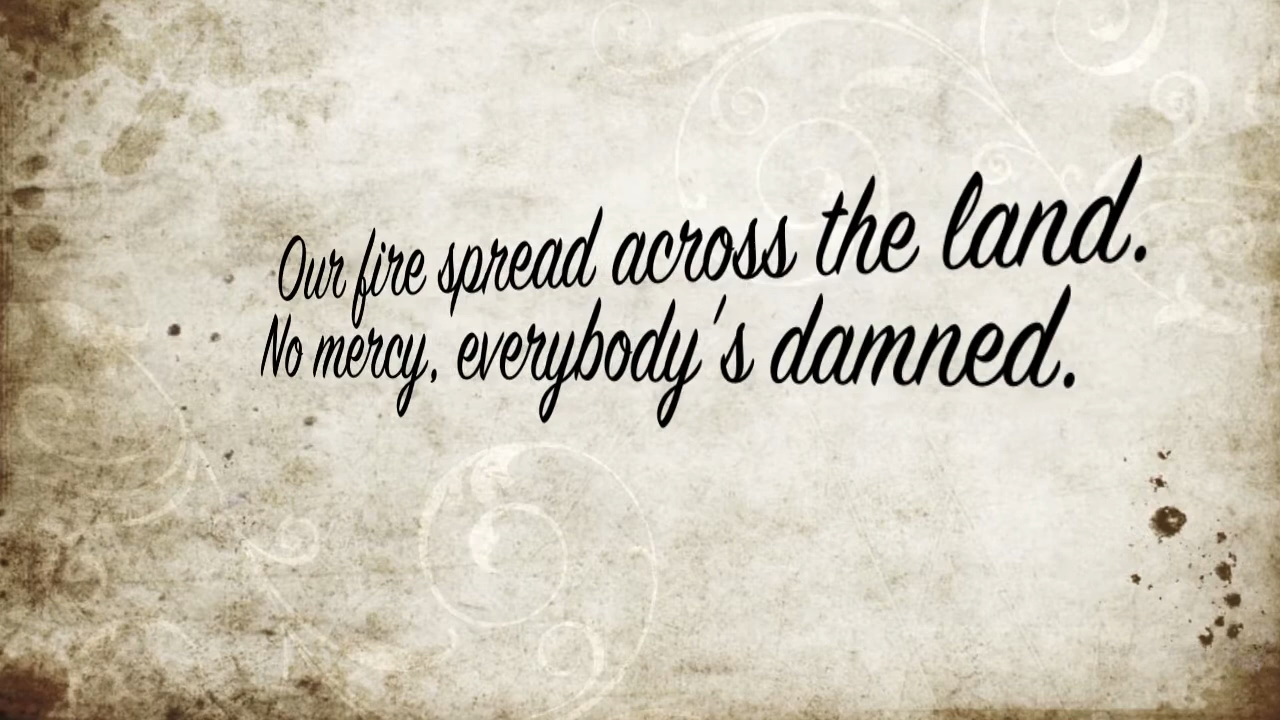 Our fire spread across the land.
No mercy, everybody's damned.